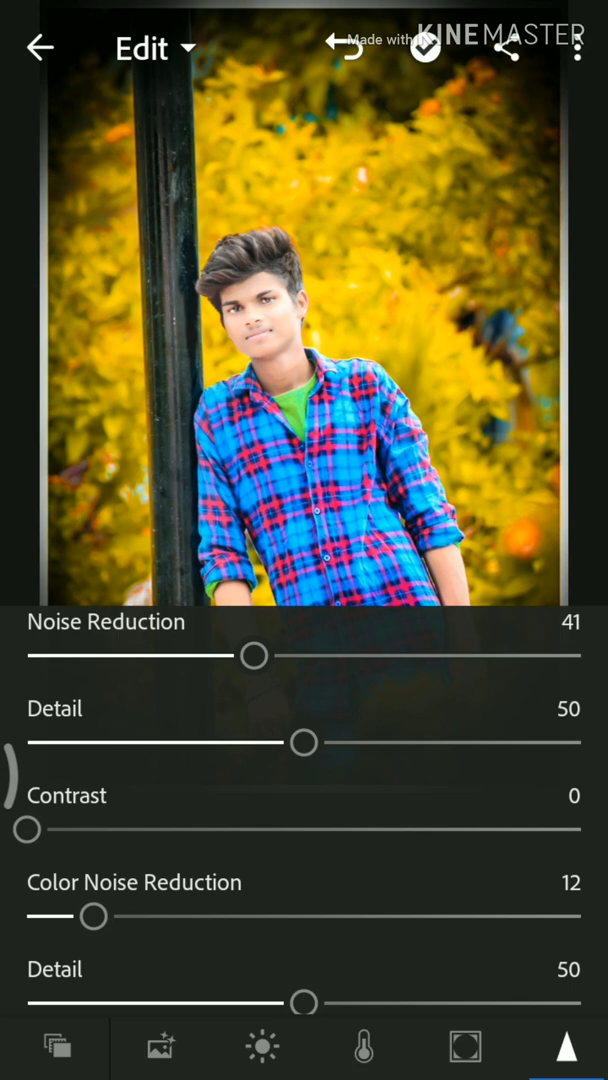 Edit
Made with KINEMASTER
Noise Reduction 41
Detail 50
Contrast 0
Color Noise Reduction 12
Detail 50